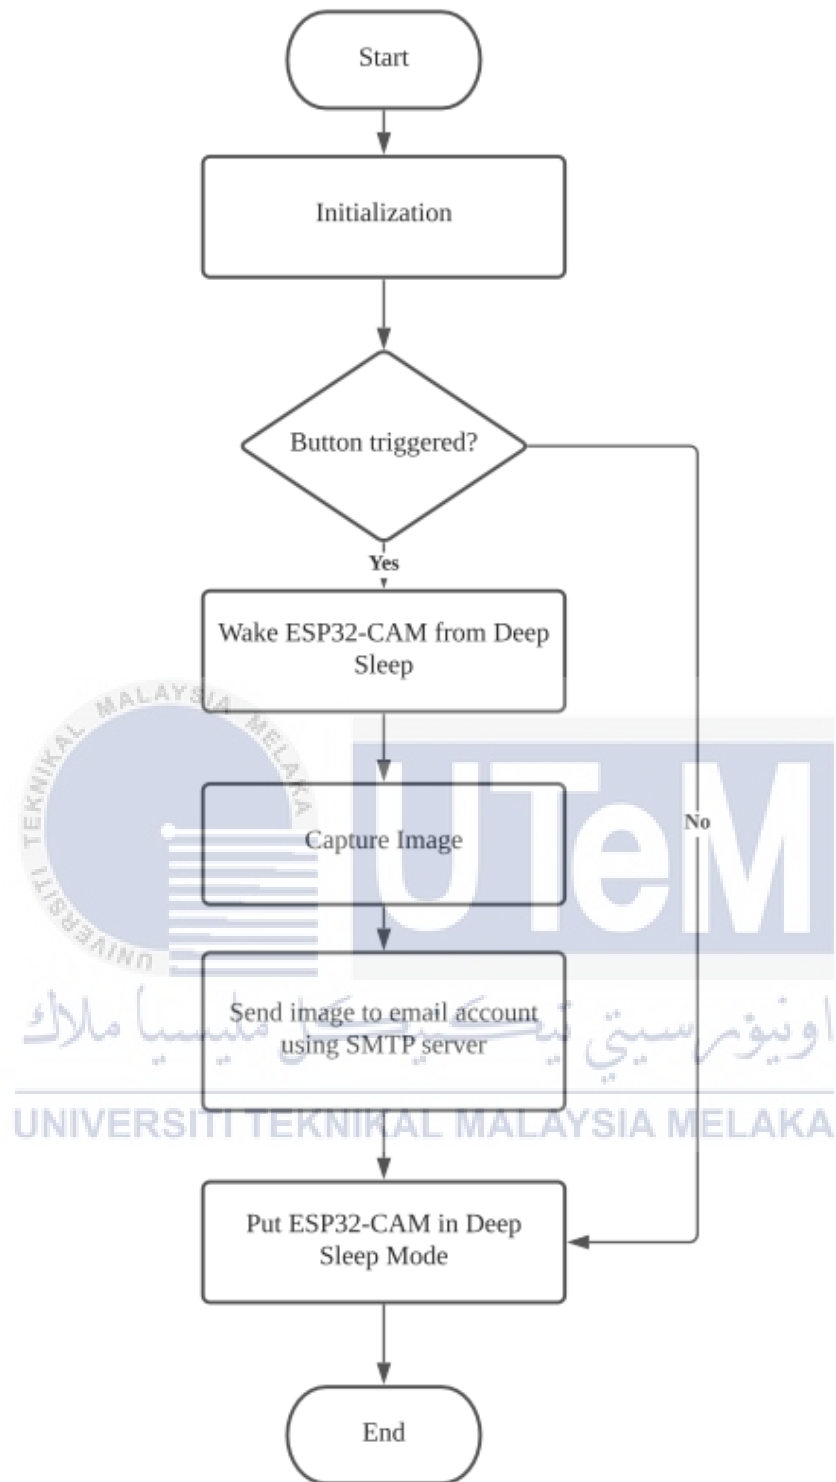 Start
Initialization
Button triggered?
Yes
Wake ESP32-CAM from Deep
Sleep
UNIVERSITI TEKNIKAL MALAYSIA MELAKA
UTeM
Capture Image
No
Send image to email account
using SMTP server
اونيۏرسيتي تيكنيكل مليسيا ملاك
UNIVERSITI TEKNIKAL MALAYSIA MELAKA
Put ESP32-CAM in Deep
Sleep Mode
End